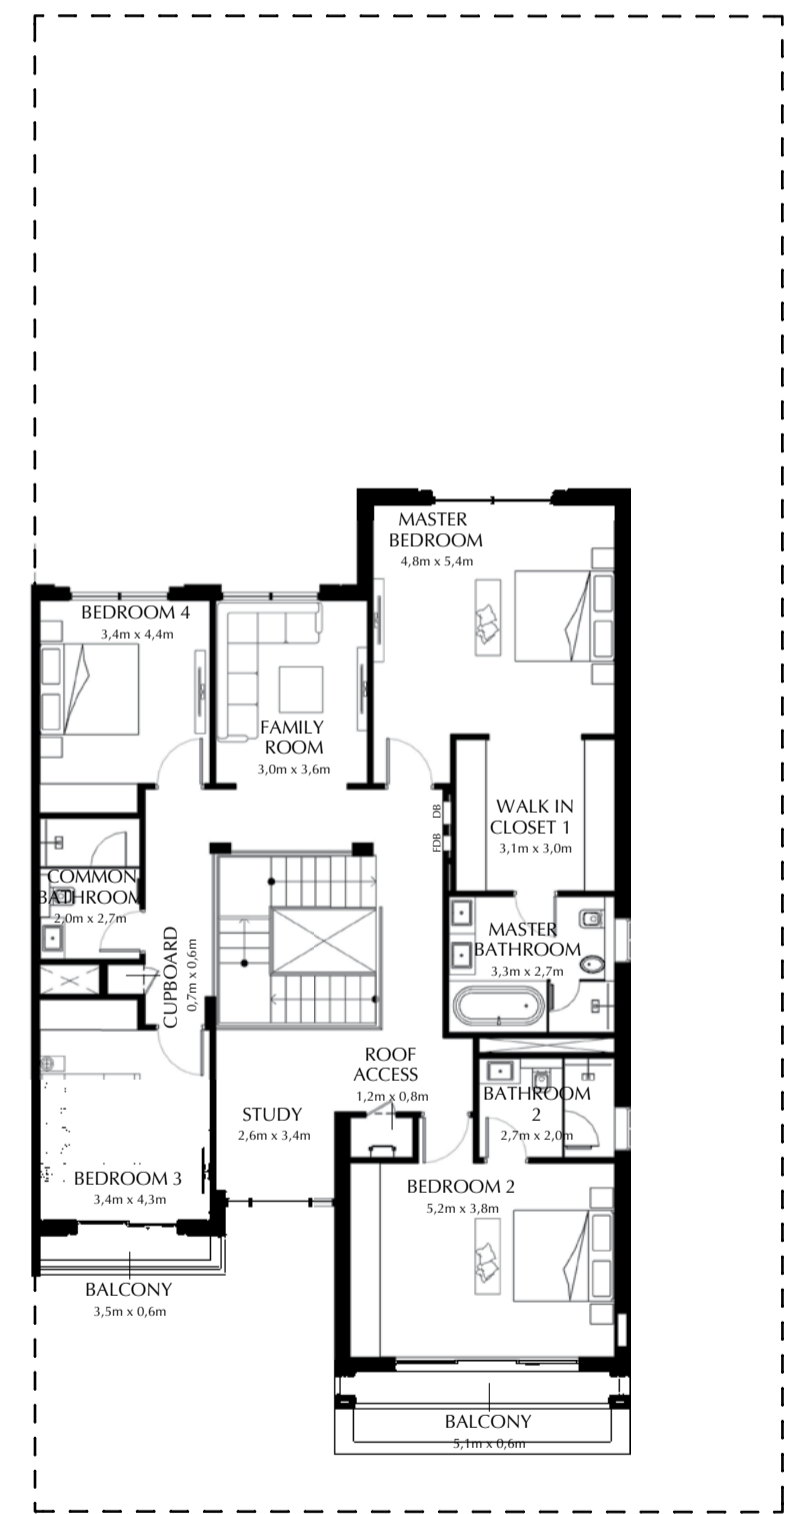 MASTER
BEDROOM
4,8m x 5,4m
BEDROOM 4
3,4m x 4,4m
FAMILY
ROOM
3,0m x 3,6m
WALK IN
CLOSET 1
3,1m x 3,0m
DB
FDB
COMMON
BATHROOM
2,0m x 2,7m
CUPBOARD
0,7m x 0,6m
MASTER
BATHROOM
3,3m x 2,7m
ROOF
ACCESS
1,2m x 0,8m
STUDY
2,6m x 3,4m
BATHROOM
2
2,7m x 2,0m
BEDROOM 3
3,4m x 4,3m
BEDROOM 2
5,2m x 3,8m
BALCONY
3,5m x 0,6m
BALCONY
5,1m x 0,6m